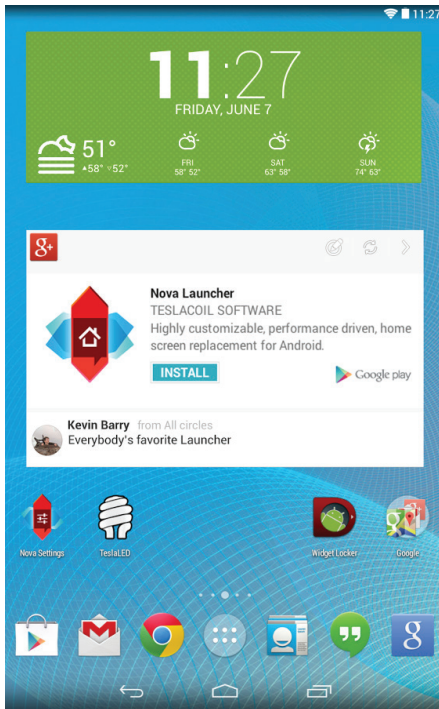 11:27
11:27
FRIDAY, JUNE 7
51°
▲58° ▼52°
FRI
58° 52°
SAT
63° 58°
SUN
74° 63°
g+
Nova Launcher
TESLACOIL SOFTWARE
Highly customizable, performance driven, home
screen replacement for Android.
INSTALL
Google play
Kevin Barry from All circles
Everybody's favorite Launcher
Nova Settings
TeslaLED
Widget Locker
Google
g